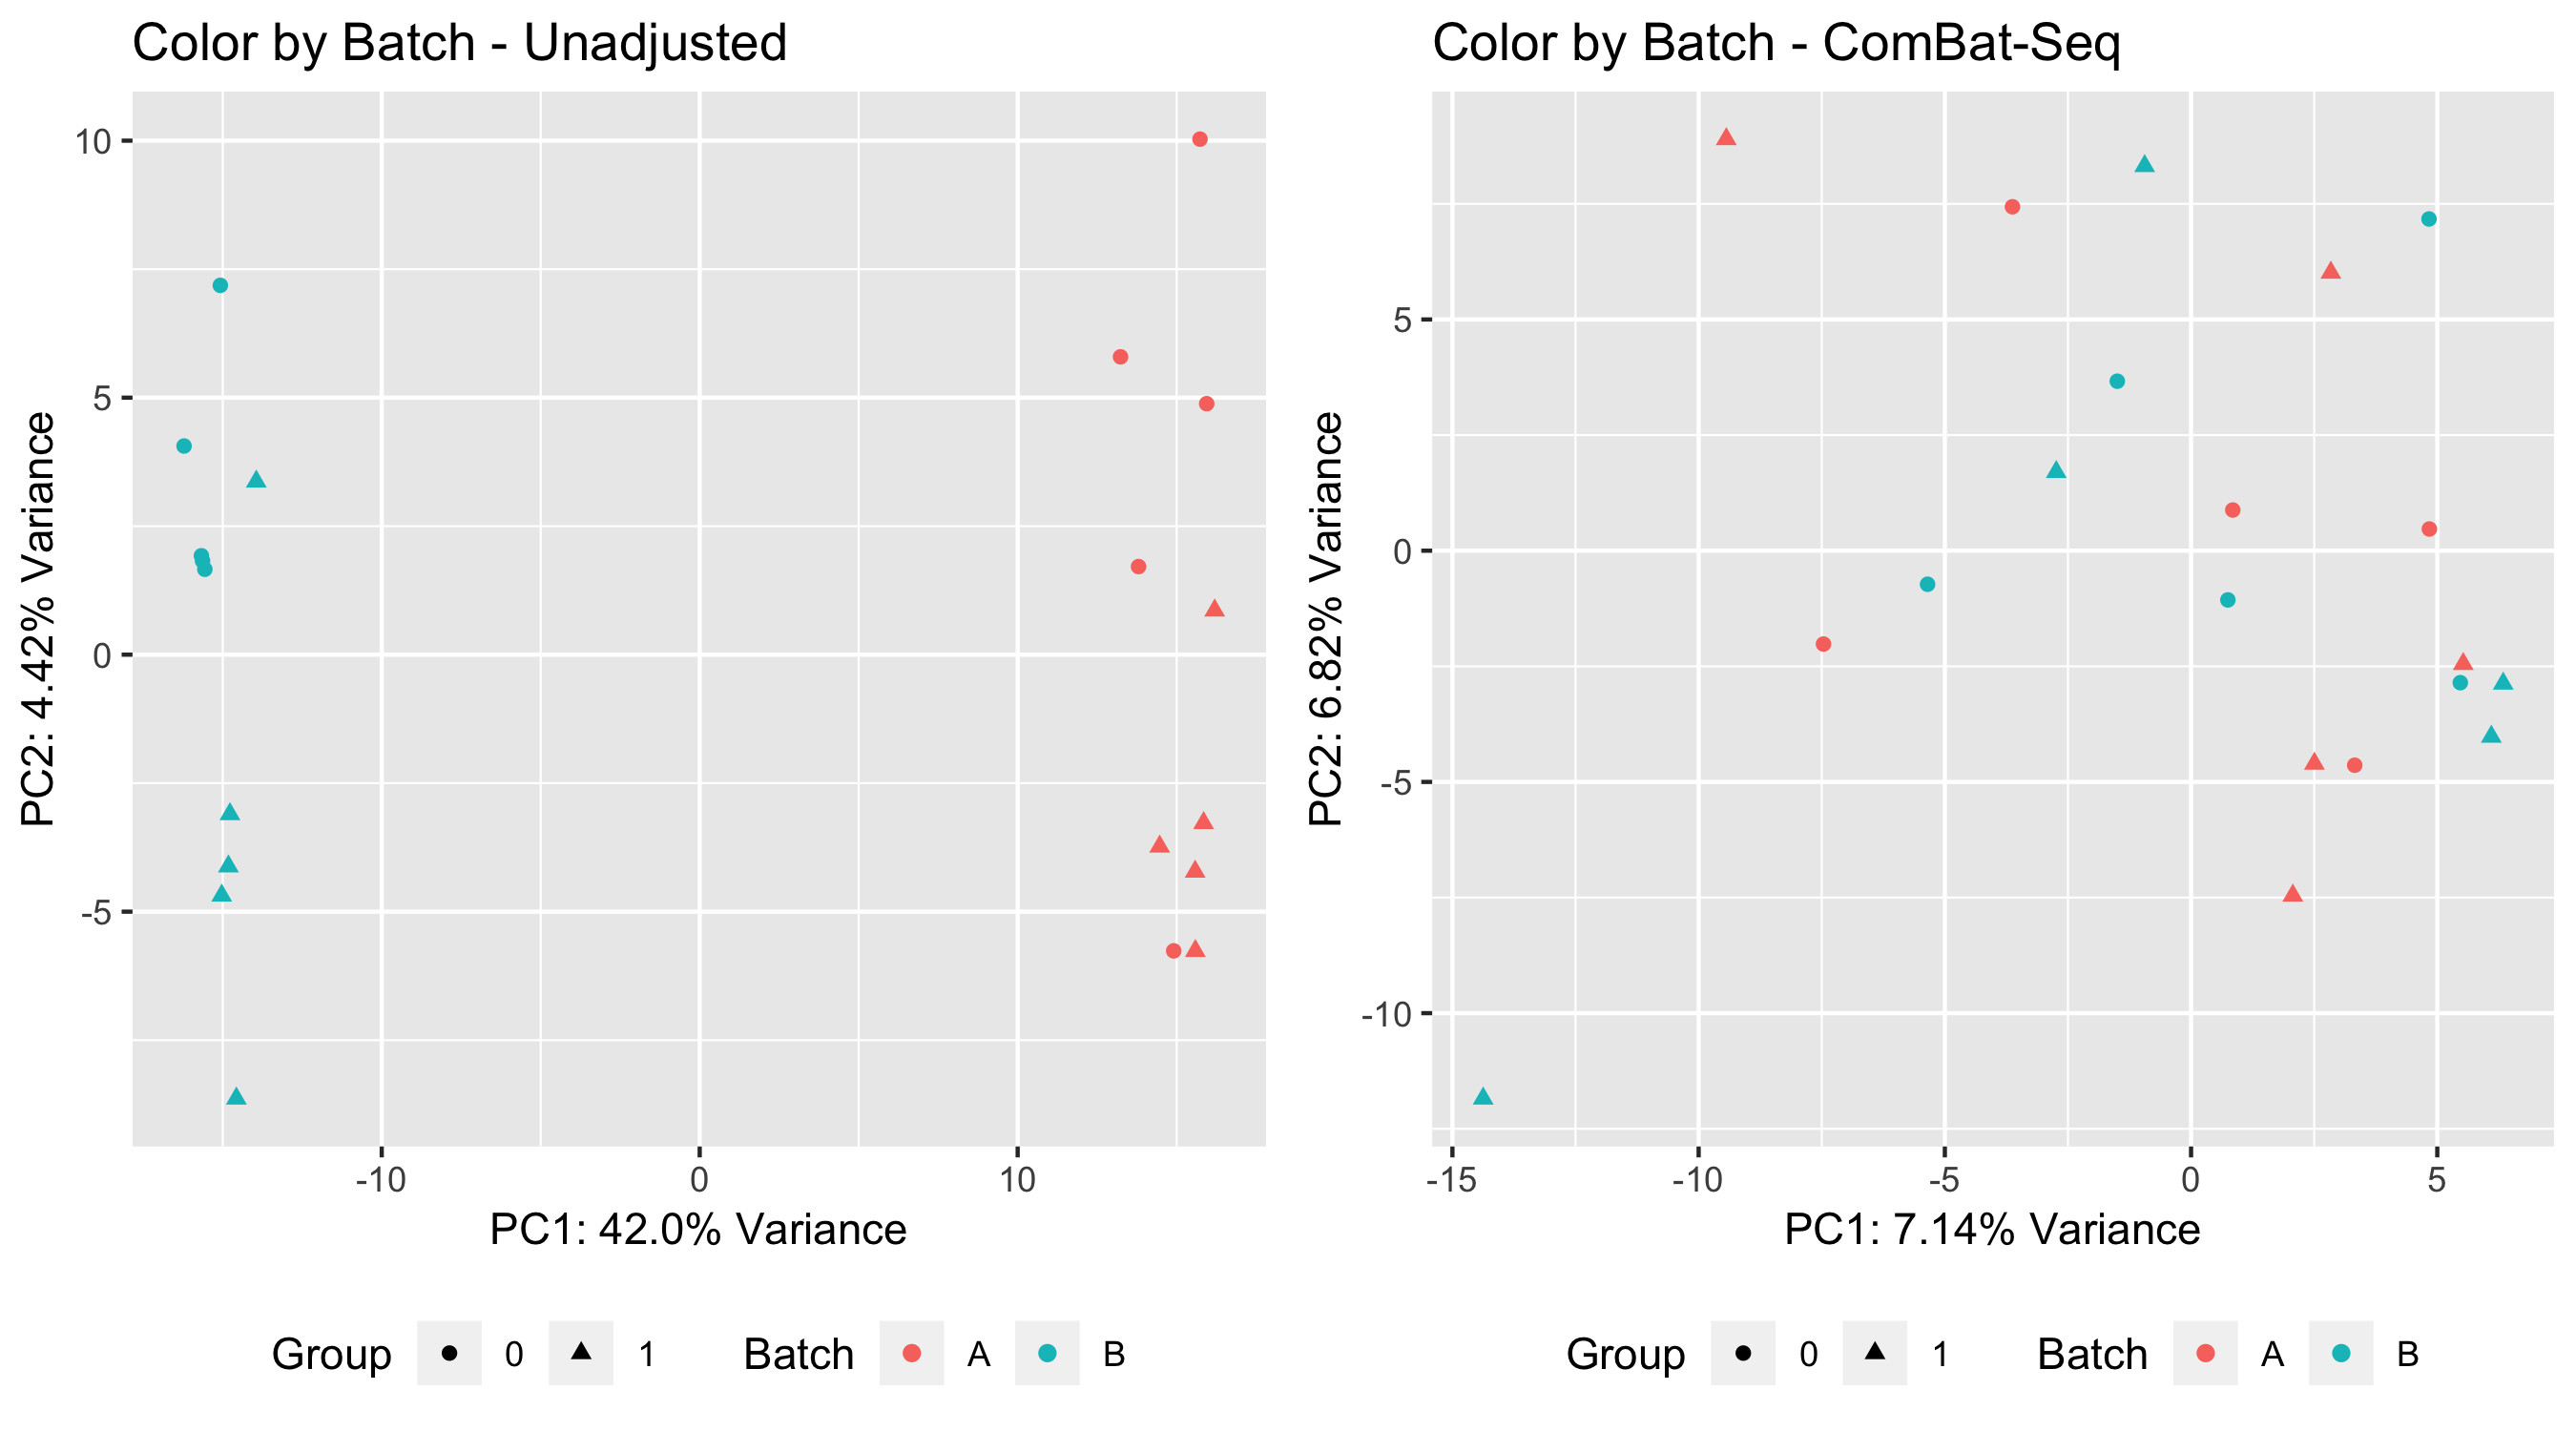 Color by Batch - Unadjusted
10
5
0
-5
PC2: 4.42% Variance
-10
0
10
PC1: 42.0% Variance
Group 0 1 Batch A B
Color by Batch - ComBat-Seq
5
0
-5
-10
PC2: 6.82% Variance
-15
-10
-5
0
5
PC1: 7.14% Variance
Group 0 1 Batch A B